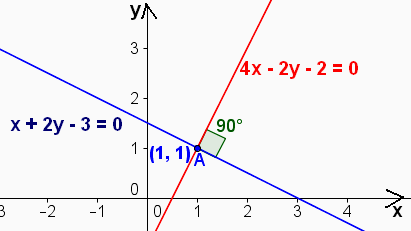 y
3
4x - 2y - 2 = 0
2
x + 2y - 3 = 0
90°
1
(1, 1) A
0
3 -2 -1 0 1 2 3 4 x